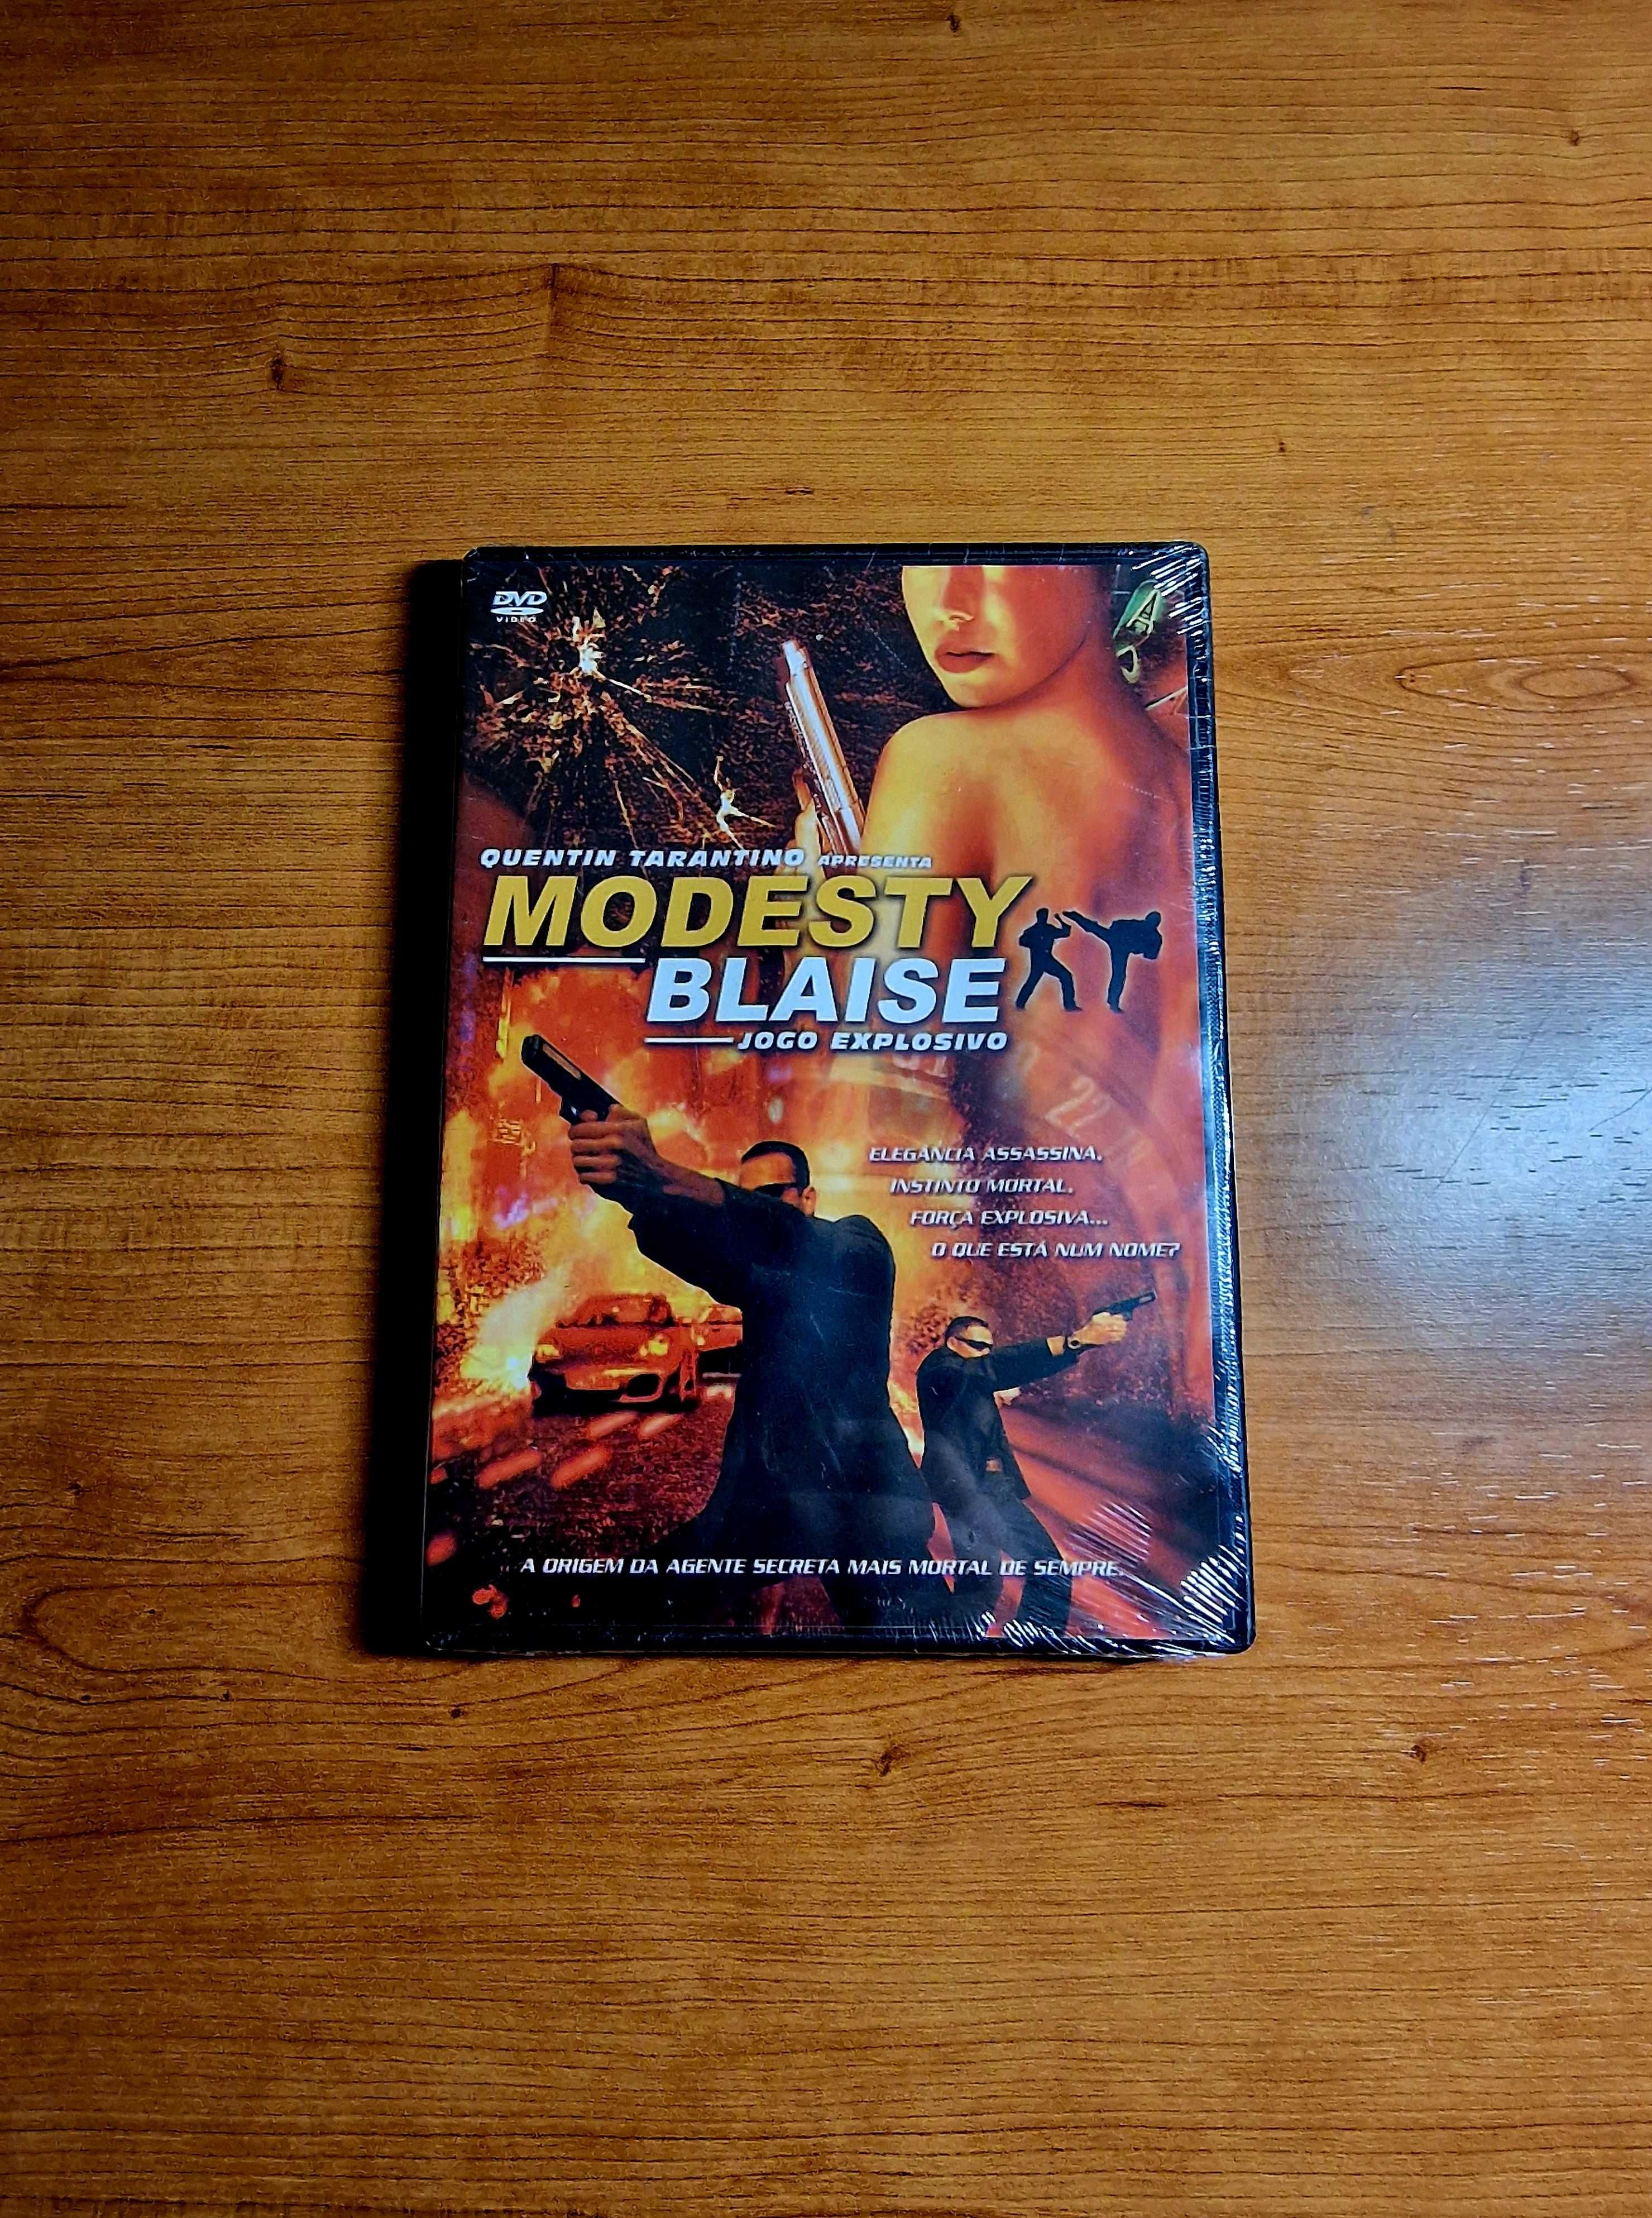 DVD
VIDEO
QUENTIN TARANTINO APRESENTA
MODESTY
BLAISE
JOGO EXPLOSIVO
22
ELEGÂNCIA ASSASSINA.
INSTINTO MORTAL.
FORÇA EXPLOSIVA...
O QUE ESTÁ NUM NOME?
A ORIGEM DA AGENTE SECRETA MAIS MORTAL DE SEMPRE.